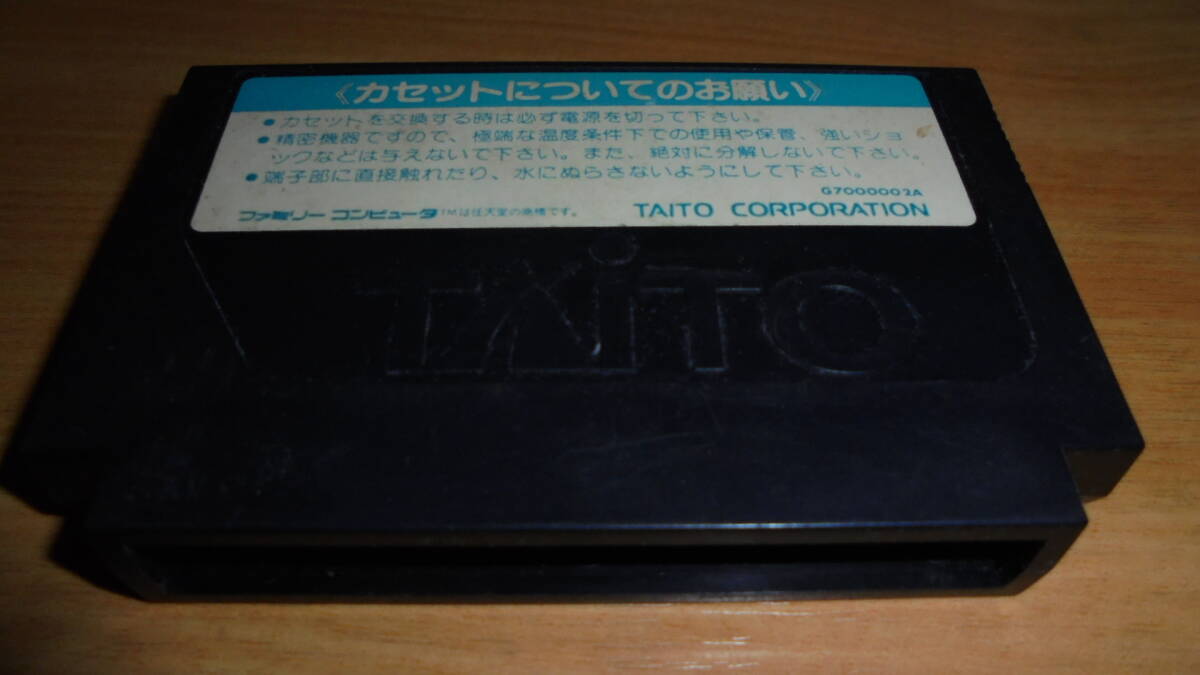 《カセットについてのお願い》
● カセットを交換する時は必ず電源を切って下さい。
● 精密機器ですので、極端な温度条件下での使用や保管、強いショ
ックなどは与えないで下さい。また、絶対に分解しないで下さい。
● 端子部に直接触れたり、水にぬらさないようにして下さい。
G7000002A
ファミリーコンピュータ TMは任天堂の商標です。
TAITO CORPORATION
TAiTO